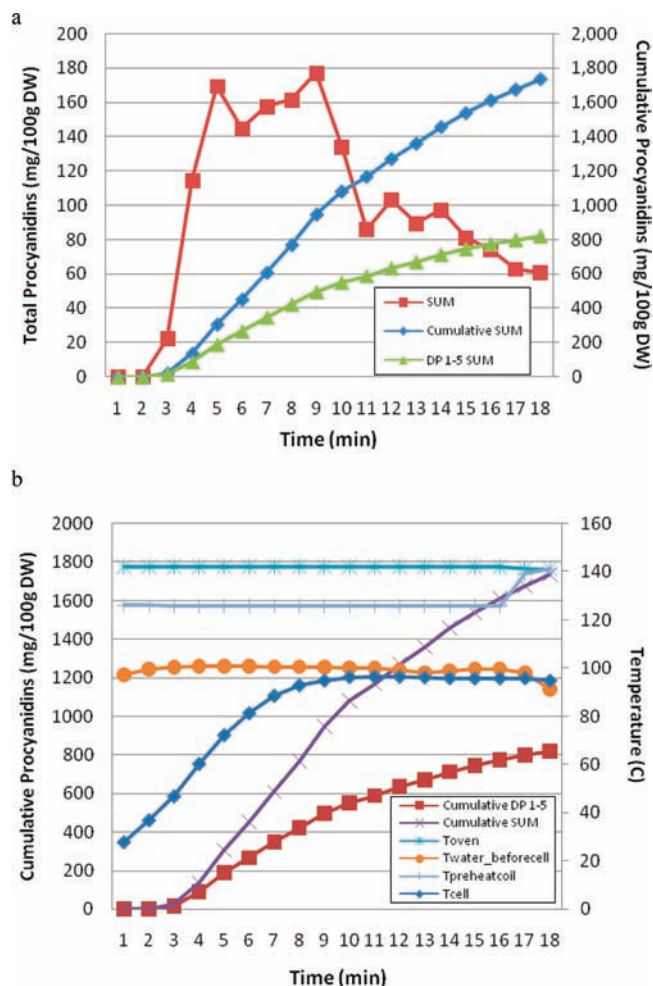 a
Total Procyanidins (mg/100g DW)
200
180
160
140
120
100
80
60
40
20
0
2,000
1,800
1,600
1,400
1,200
1,000
800
600
400
200
0
Cumulative Procyanidins (mg/100g DW)
SUM
Cumulative SUM
DP 1-5 SUM
1 2 3 4 5 6 7 8 9 10 11 12 13 14 15 16 17 18
Time (min)
b
Cumulative Procyanidins (mg/100g DW)
2000
1800
1600
1400
1200
1000
800
600
400
200
0
160
140
120
100
80
60
40
20
0
Temperature (C)
Cumulative DP 1-5
Cumulative SUM
Toven
Twater_beforecell
Tpreheatcoil
Tcell
1 2 3 4 5 6 7 8 9 10 11 12 13 14 15 16 17 18
Time (min)